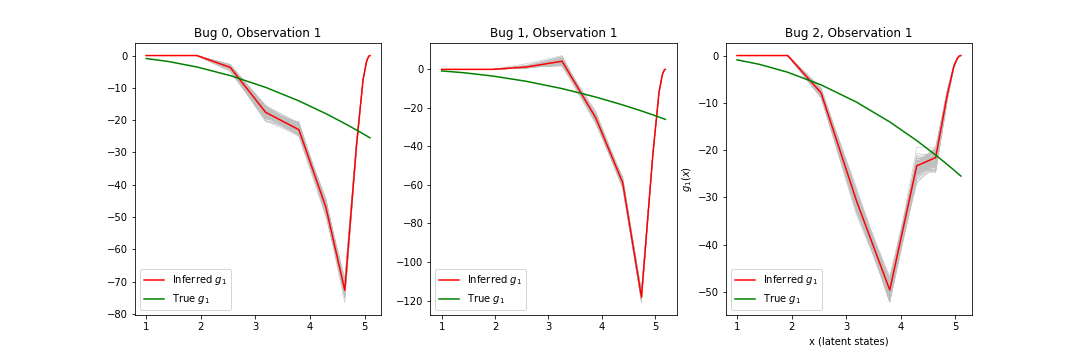 Bug 0, Observation 1
0
−10
−20
−30
−40
−50
−60
−70
−80
1 2 3 4 5
Inferred g₁
True g₁
Bug 1, Observation 1
0
−20
−40
−60
−80
−100
−120
1 2 3 4 5
Inferred g₁
True g₁
Bug 2, Observation 1
g₁(x)
0
−10
−20
−30
−40
−50
1 2 3 4 5
x (latent states)
Inferred g₁
True g₁